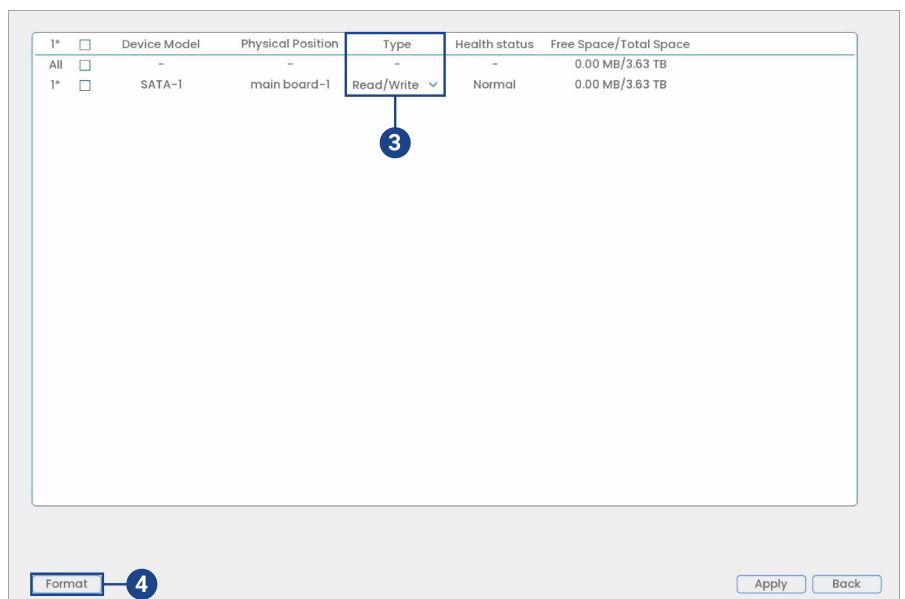 1* Device Model Physical Position Type Health status Free Space/Total Space
All - - - - 0.00 MB/3.63 TB
1* SATA-1 main board-1 Read/Write Normal 0.00 MB/3.63 TB
3
Format 4 Apply Back